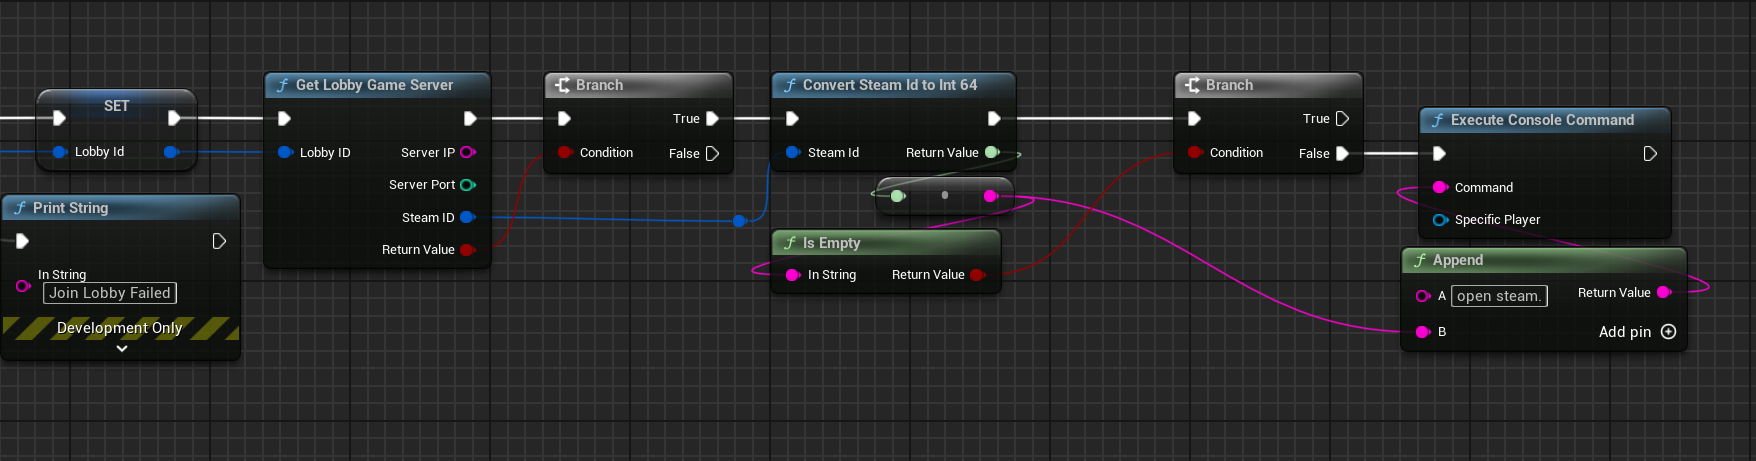 SET
Lobby Id
Print String
In String
Join Lobby Failed
Development Only
Get Lobby Game Server
Lobby ID
Server IP
Server Port
Steam ID
Return Value
Branch
True
Condition
False
Convert Steam Id to Int 64
Steam Id
Return Value
Is Empty
In String
Return Value
Branch
True
Condition
False
Execute Console Command
Command
Specific Player
Append
A
open steam.
Return Value
B
Add pin